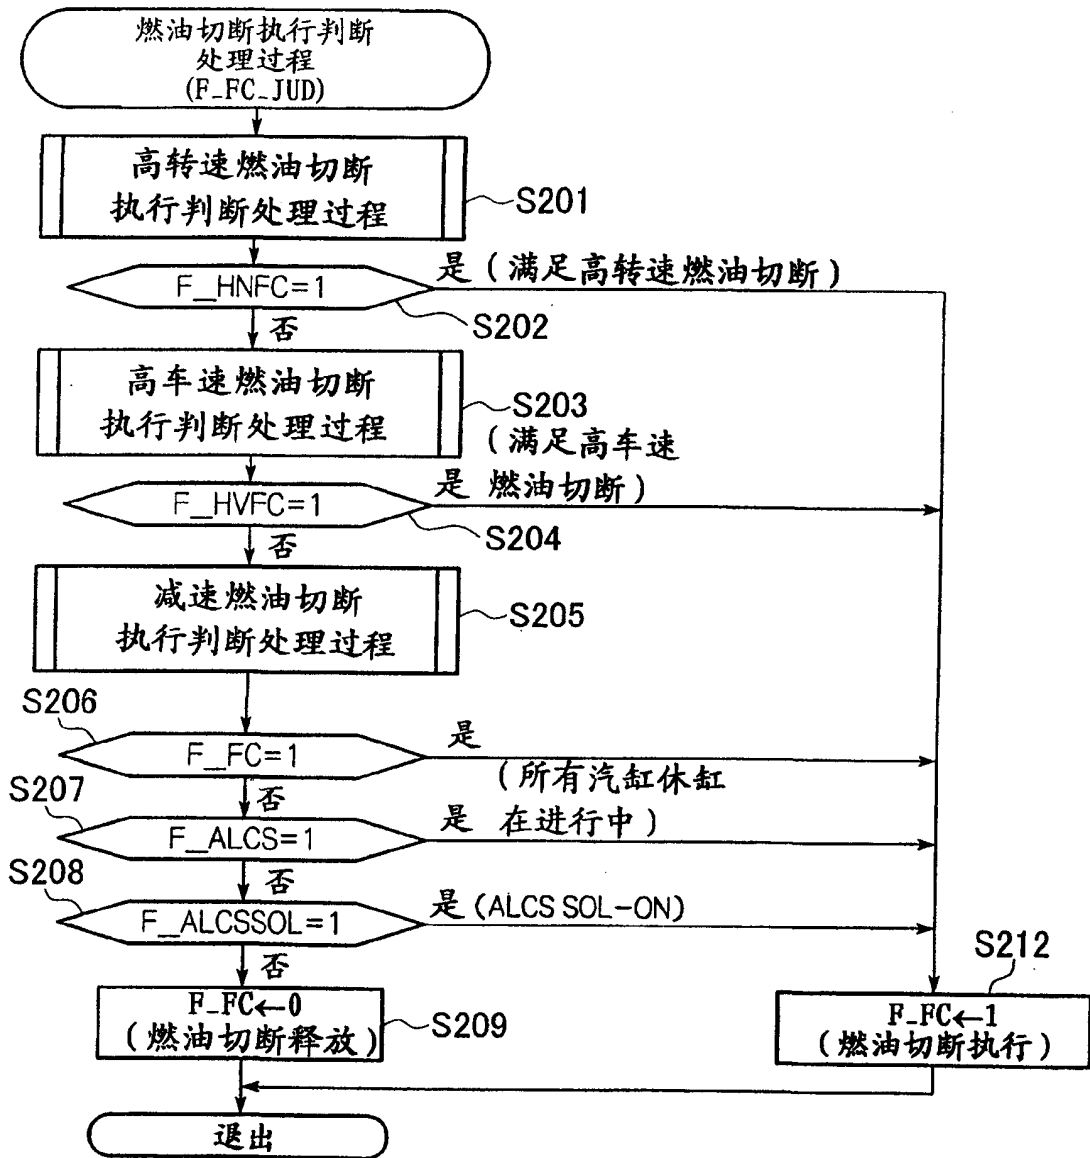 燃油切断执行判断
处理过程
(F_FC_JUD)
高转速燃油切断
执行判断处理过程
S201
F_HNFC=1
是(满足高转速燃油切断)
S202
否
高车速燃油切断
执行判断处理过程
S203
(满足高车速
是 燃油切断)
F_HVFC=1
S204
否
减速燃油切断
执行判断处理过程
S205
S206
F_FC=1
是
(所有汽缸休缸
否
S207
F_ALCS=1
是 在进行中)
否
S208
F_ALCSSOL=1
是(ALCS SOL-ON)
否
F_FC←0
(燃油切断释放)
S209
S212
F_FC←1
(燃油切断执行)
退出